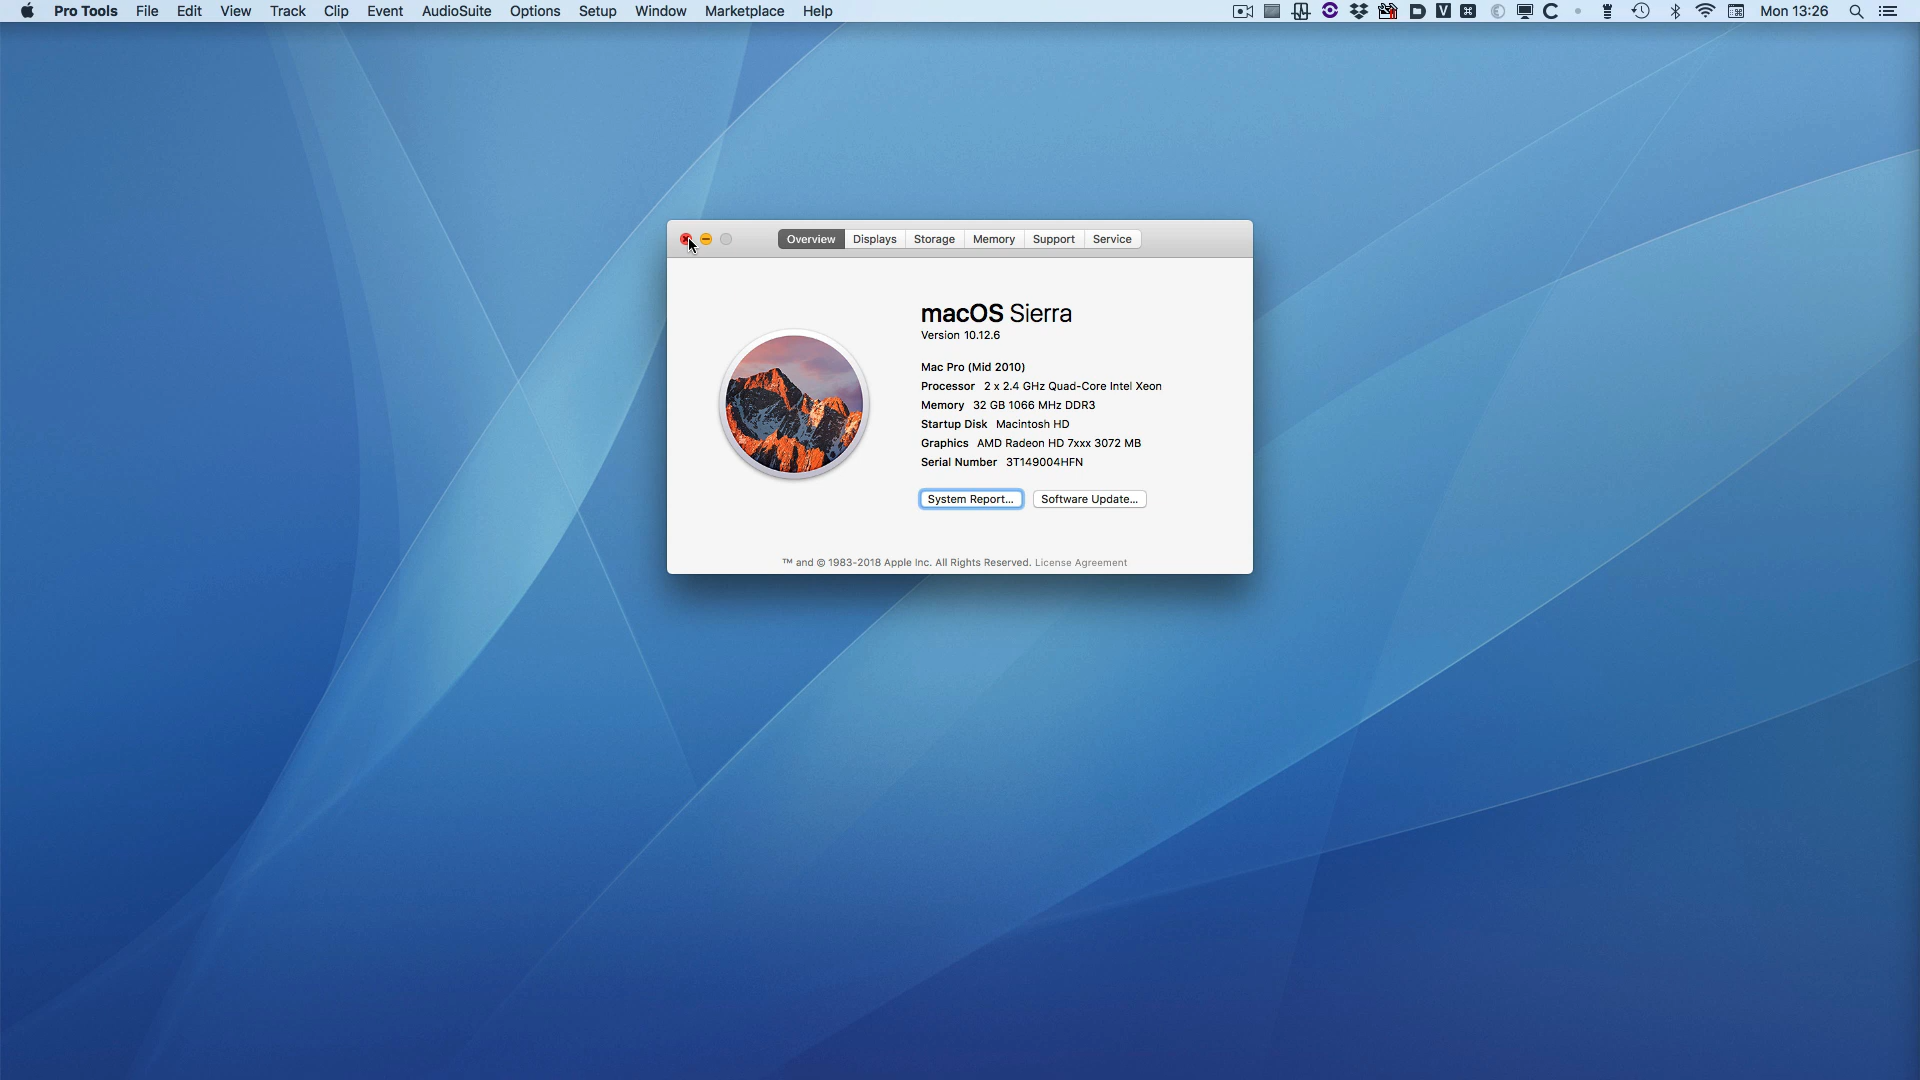 Pro Tools File Edit View Track Clip Event AudioSuite Options Setup Window Marketplace Help Mon 13:26
Overview Displays Storage Memory Support Service
macOS Sierra
Version 10.12.6
Mac Pro (Mid 2010)
Processor 2 x 2.4 GHz Quad-Core Intel Xeon
Memory 32 GB 1066 MHz DDR3
Startup Disk Macintosh HD
Graphics AMD Radeon HD 7xxx 3072 MB
Serial Number 3T149004HFN
System Report... Software Update...
™ and © 1983-2018 Apple Inc. All Rights Reserved. License Agreement